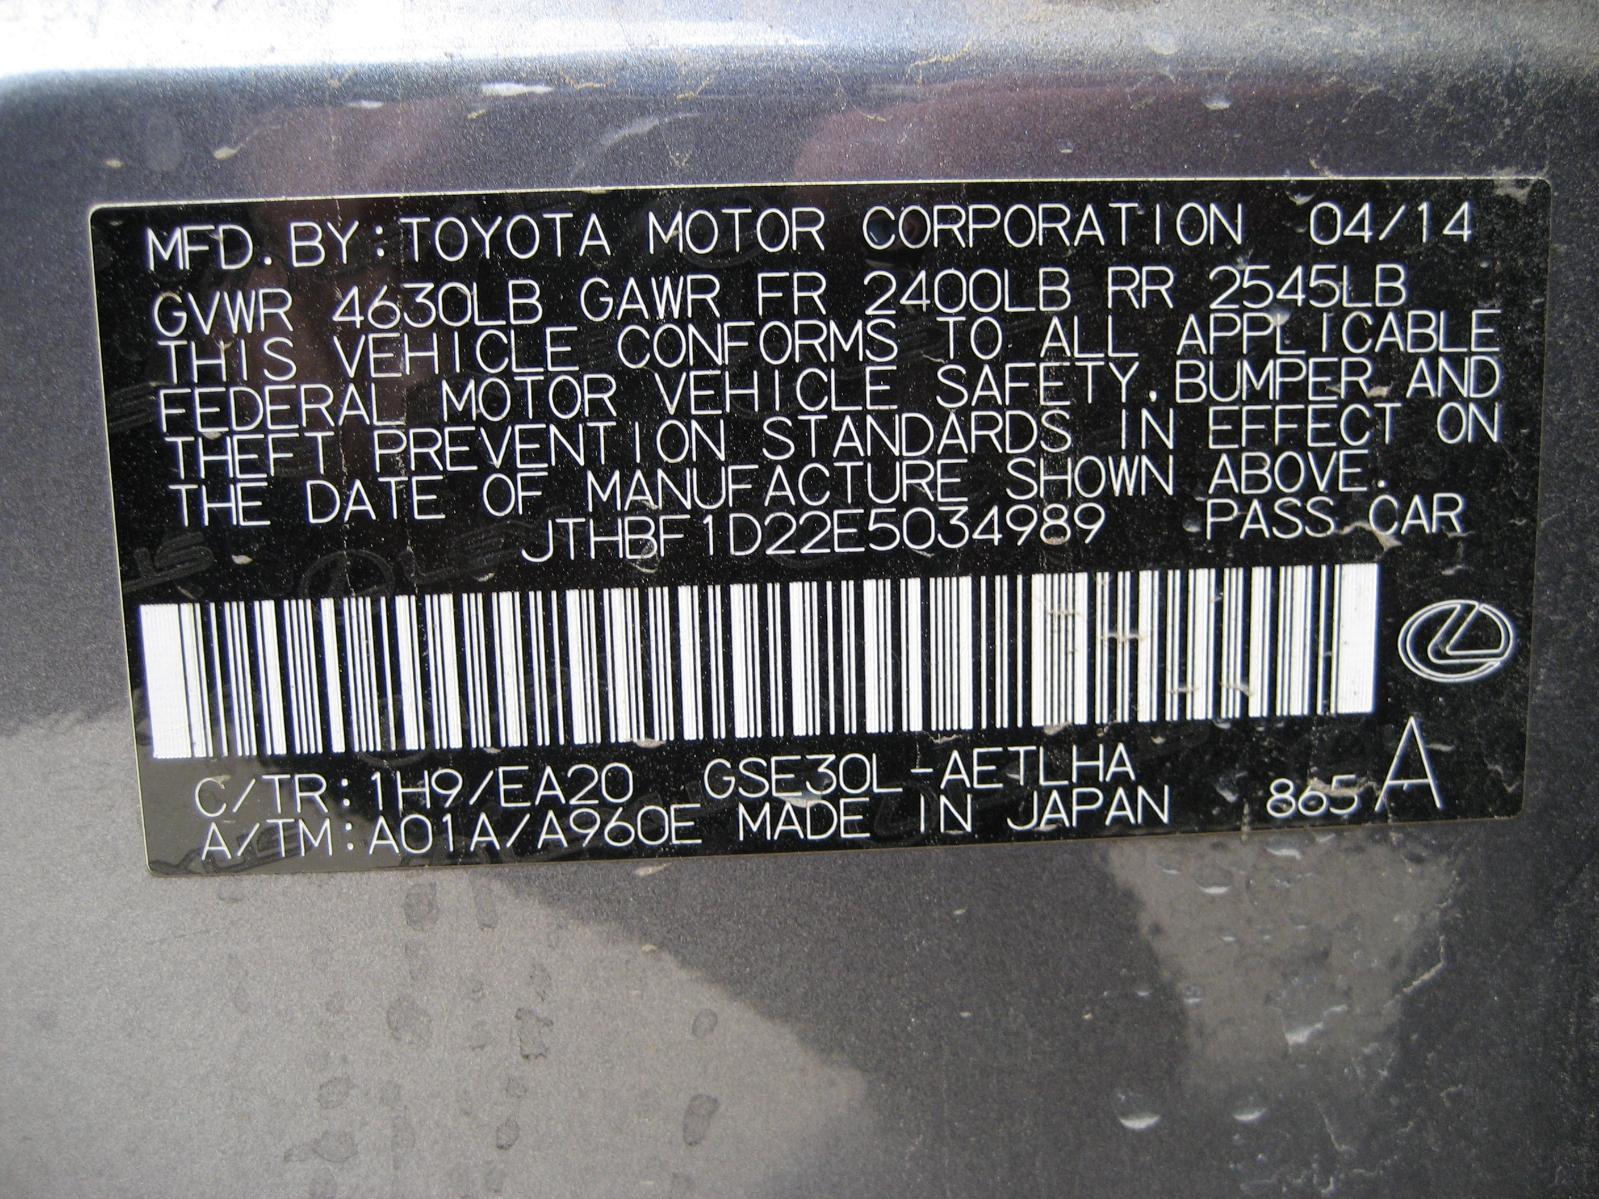 MFD. BY: TOYOTA MOTOR CORPORATION 04/14
GVWR 4630LB GAWR FR 2400LB RR 2545LB
THIS VEHICLE CONFORMS TO ALL APPLICABLE
FEDERAL MOTOR VEHICLE SAFETY, BUMPER AND
THEFT PREVENTION STANDARDS IN EFFECT ON
THE DATE OF MANUFACTURE SHOWN ABOVE.
JTHBF1D22E5034989 PASS CAR
C/TR: 1H9/EA20 GSE30L-AETLHA
A/TM: A01A/A960E MADE IN JAPAN 865 A